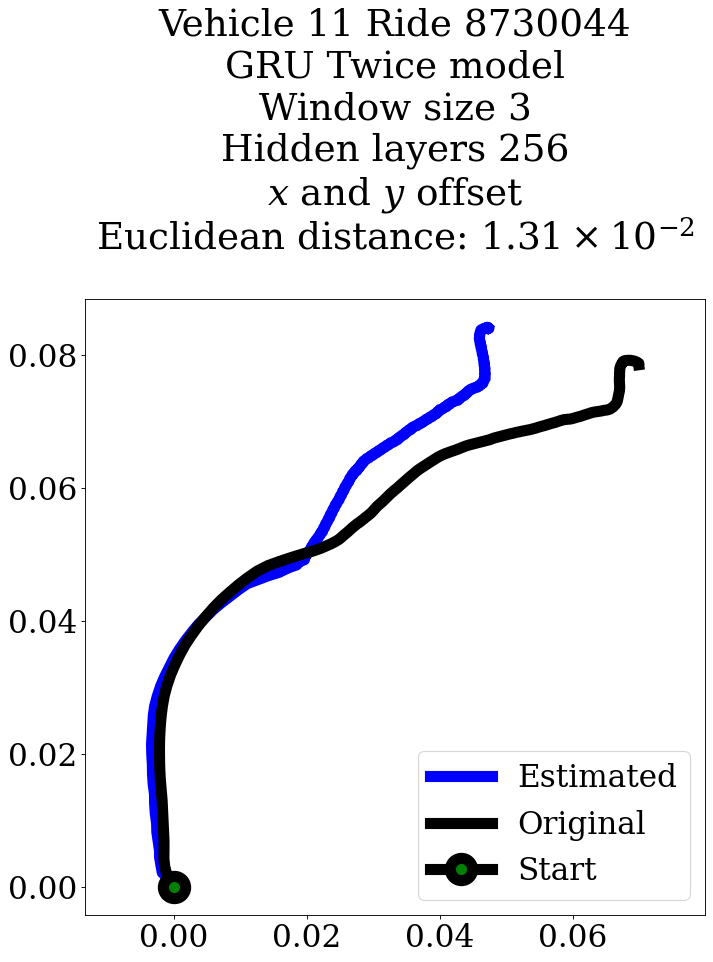 Vehicle 11 Ride 8730044
GRU Twice model
Window size 3
Hidden layers 256
x and y offset
Euclidean distance: 1.31 × 10⁻²
0.08
0.06
0.04
0.02
0.00
Estimated
Original
Start
0.00 0.02 0.04 0.06